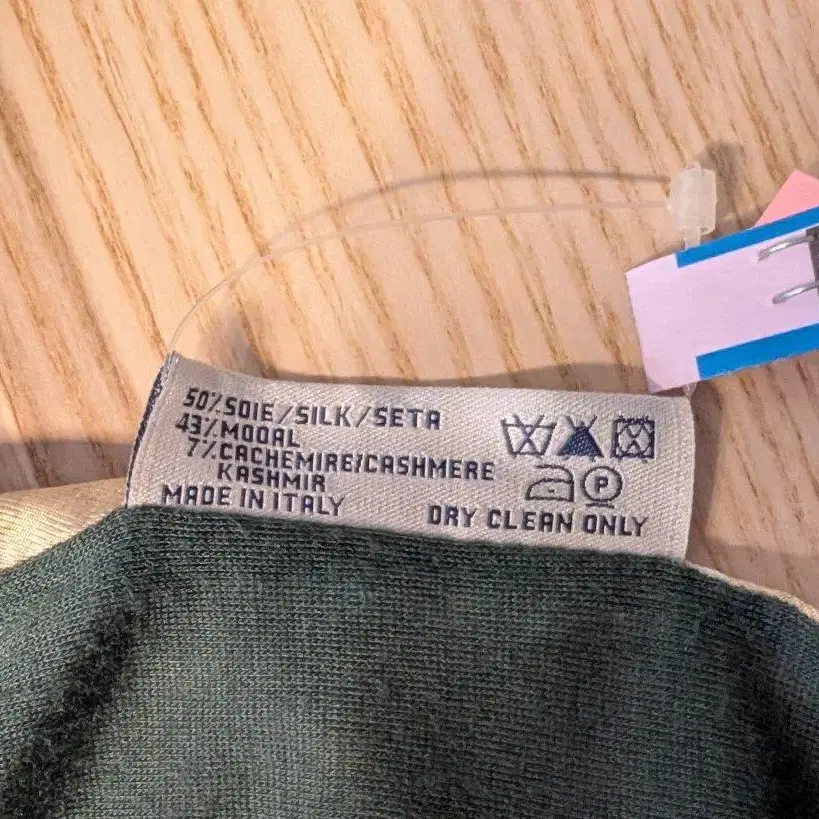 50% SOIE/SILK/SETA
43% MODAL
7% CACHEMIRE/CASHMERE
KASHMIR
MADE IN ITALY
P
DRY CLEAN ONLY